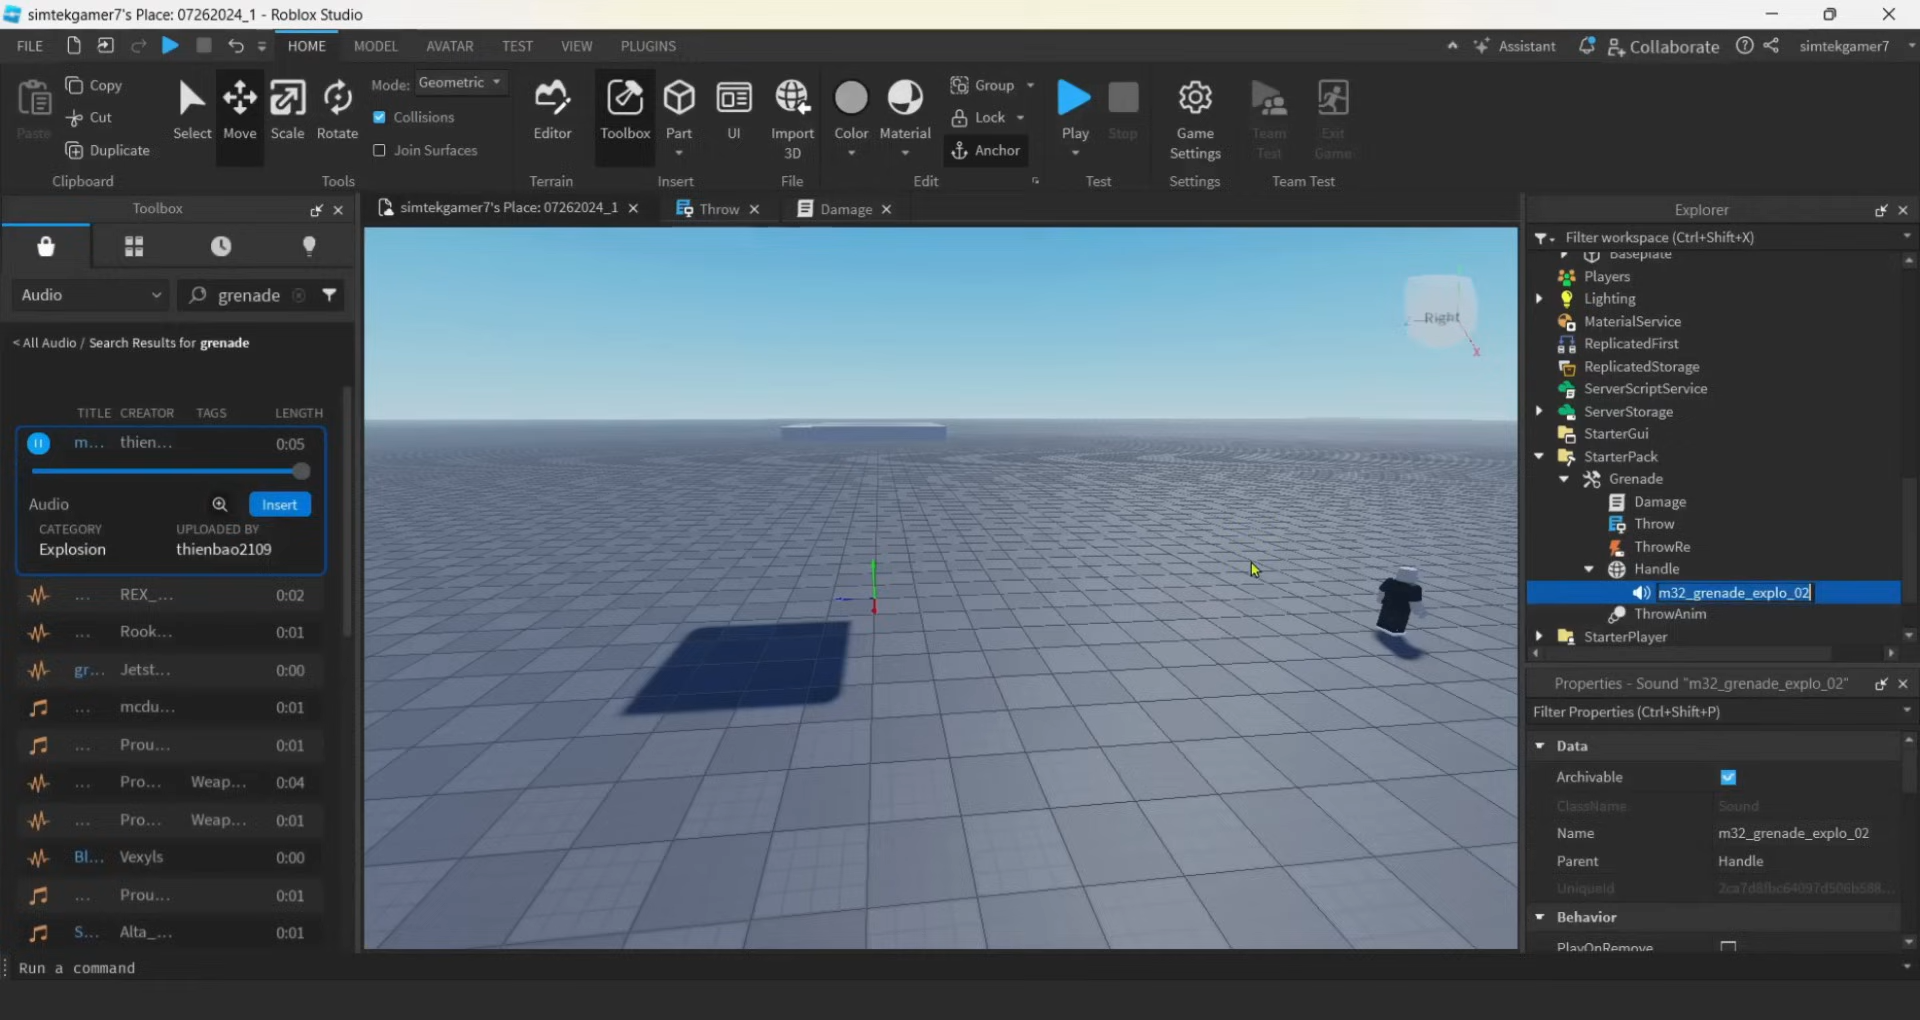 simtekgamer7's Place: 07262024_1 - Roblox Studio
FILE
HOME
MODEL
AVATAR
TEST
VIEW
PLUGINS
Assistant
Collaborate
simtekgamer7
Paste
Copy
Cut
Duplicate
Clipboard
Select
Move
Scale
Rotate
Mode: Geometric
Collisions
Join Surfaces
Tools
Editor
Terrain
Toolbox
Part
UI
Insert
Import
3D
File
Color
Material
Group
Lock
Anchor
Edit
Play
Stop
Test
Game
Settings
Settings
Team
Test
Exit
Game
Team Test
Toolbox
Audio
grenade
< All Audio / Search Results for grenade
TITLE CREATOR TAGS LENGTH
m... thien... 0:05
Audio
Insert
CATEGORY UPLOADED BY
Explosion thienbao2109
... REX_... 0:02
... Rook... 0:01
gr... Jetst... 0:00
... mcdu... 0:01
... Prou... 0:01
... Pro... Weap... 0:04
... Pro... Weap... 0:01
Bl... Vexyls 0:00
... Prou... 0:01
S... Alta_... 0:01
simtekgamer7's Place: 07262024_1
Throw
Damage
Right
X
Explorer
Filter workspace (Ctrl+Shift+X)
Baseplate
Players
Lighting
MaterialService
ReplicatedFirst
ReplicatedStorage
ServerScriptService
ServerStorage
StarterGui
StarterPack
Grenade
Damage
Throw
ThrowRe
Handle
m32_grenade_explo_02
ThrowAnim
StarterPlayer
Properties - Sound "m32_grenade_explo_02"
Filter Properties (Ctrl+Shift+P)
Data
Archivable
ClassName Sound
Name m32_grenade_explo_02
Parent Handle
UniqueId
Behavior
PlayOnRemove
Run a command